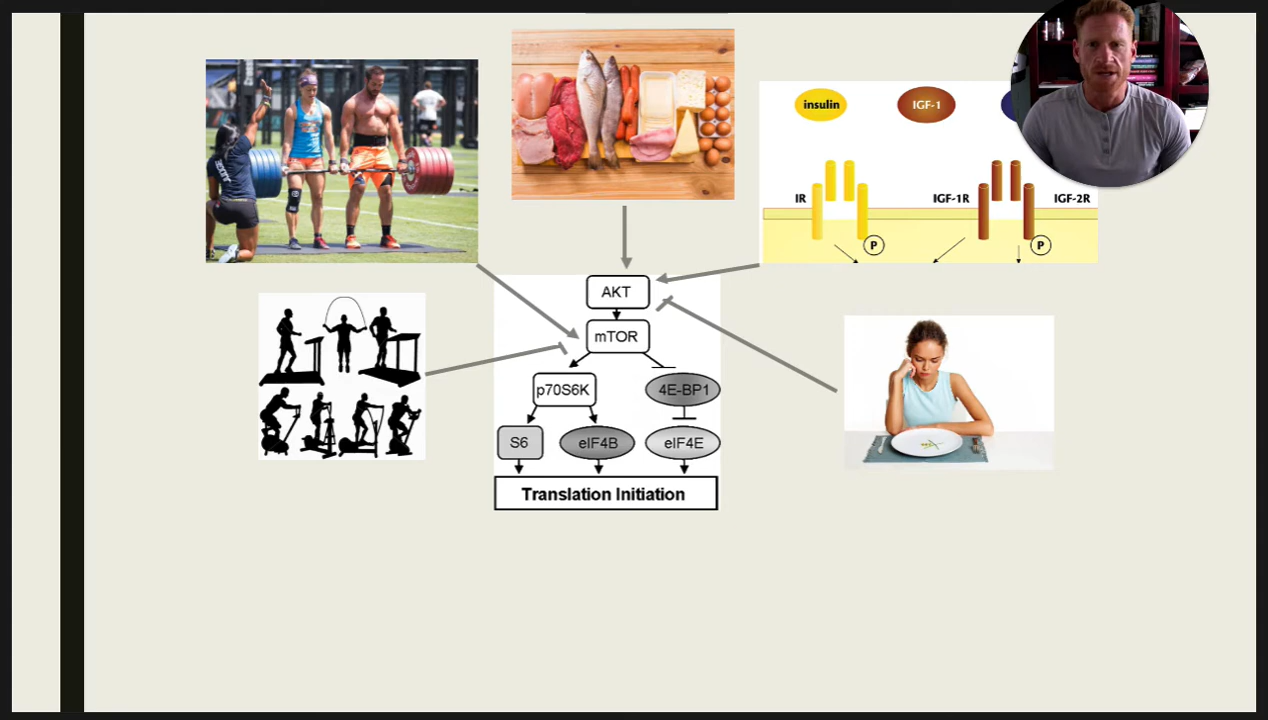 insulin
IGF-1
IR
IGF-1R
IGF-2R
P
P
AKT
mTOR
p70S6K
4E-BP1
S6
eIF4B
eIF4E
Translation Initiation